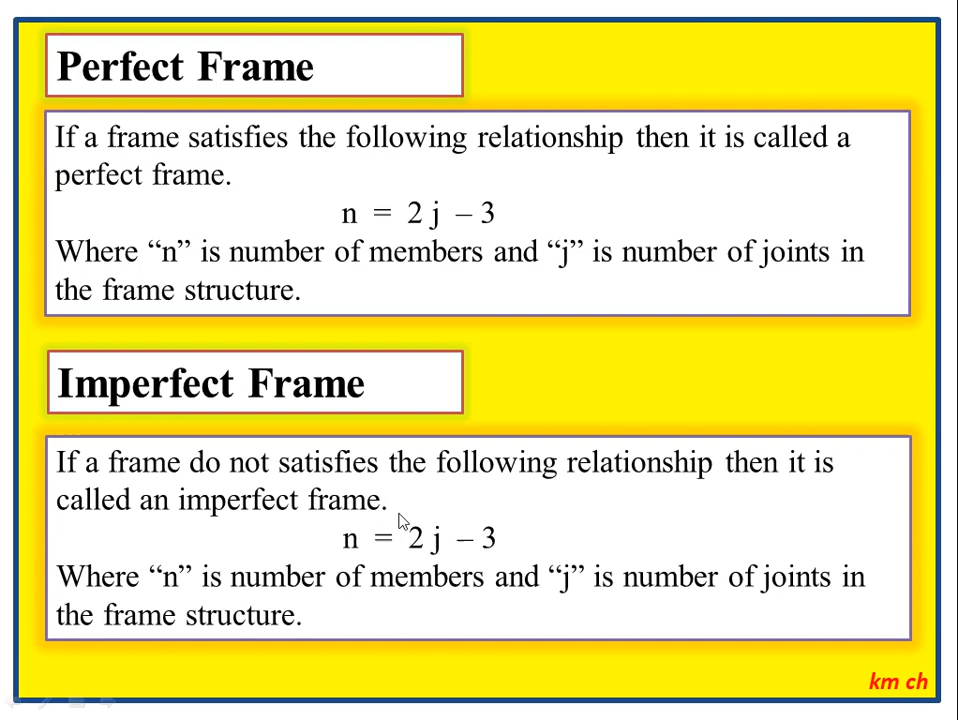 Perfect Frame
If a frame satisfies the following relationship then it is called a
perfect frame.
n = 2 j – 3
Where “n” is number of members and “j” is number of joints in
the frame structure.
Imperfect Frame
If a frame do not satisfies the following relationship then it is
called an imperfect frame.
n = 2 j – 3
Where “n” is number of members and “j” is number of joints in
the frame structure.
km ch